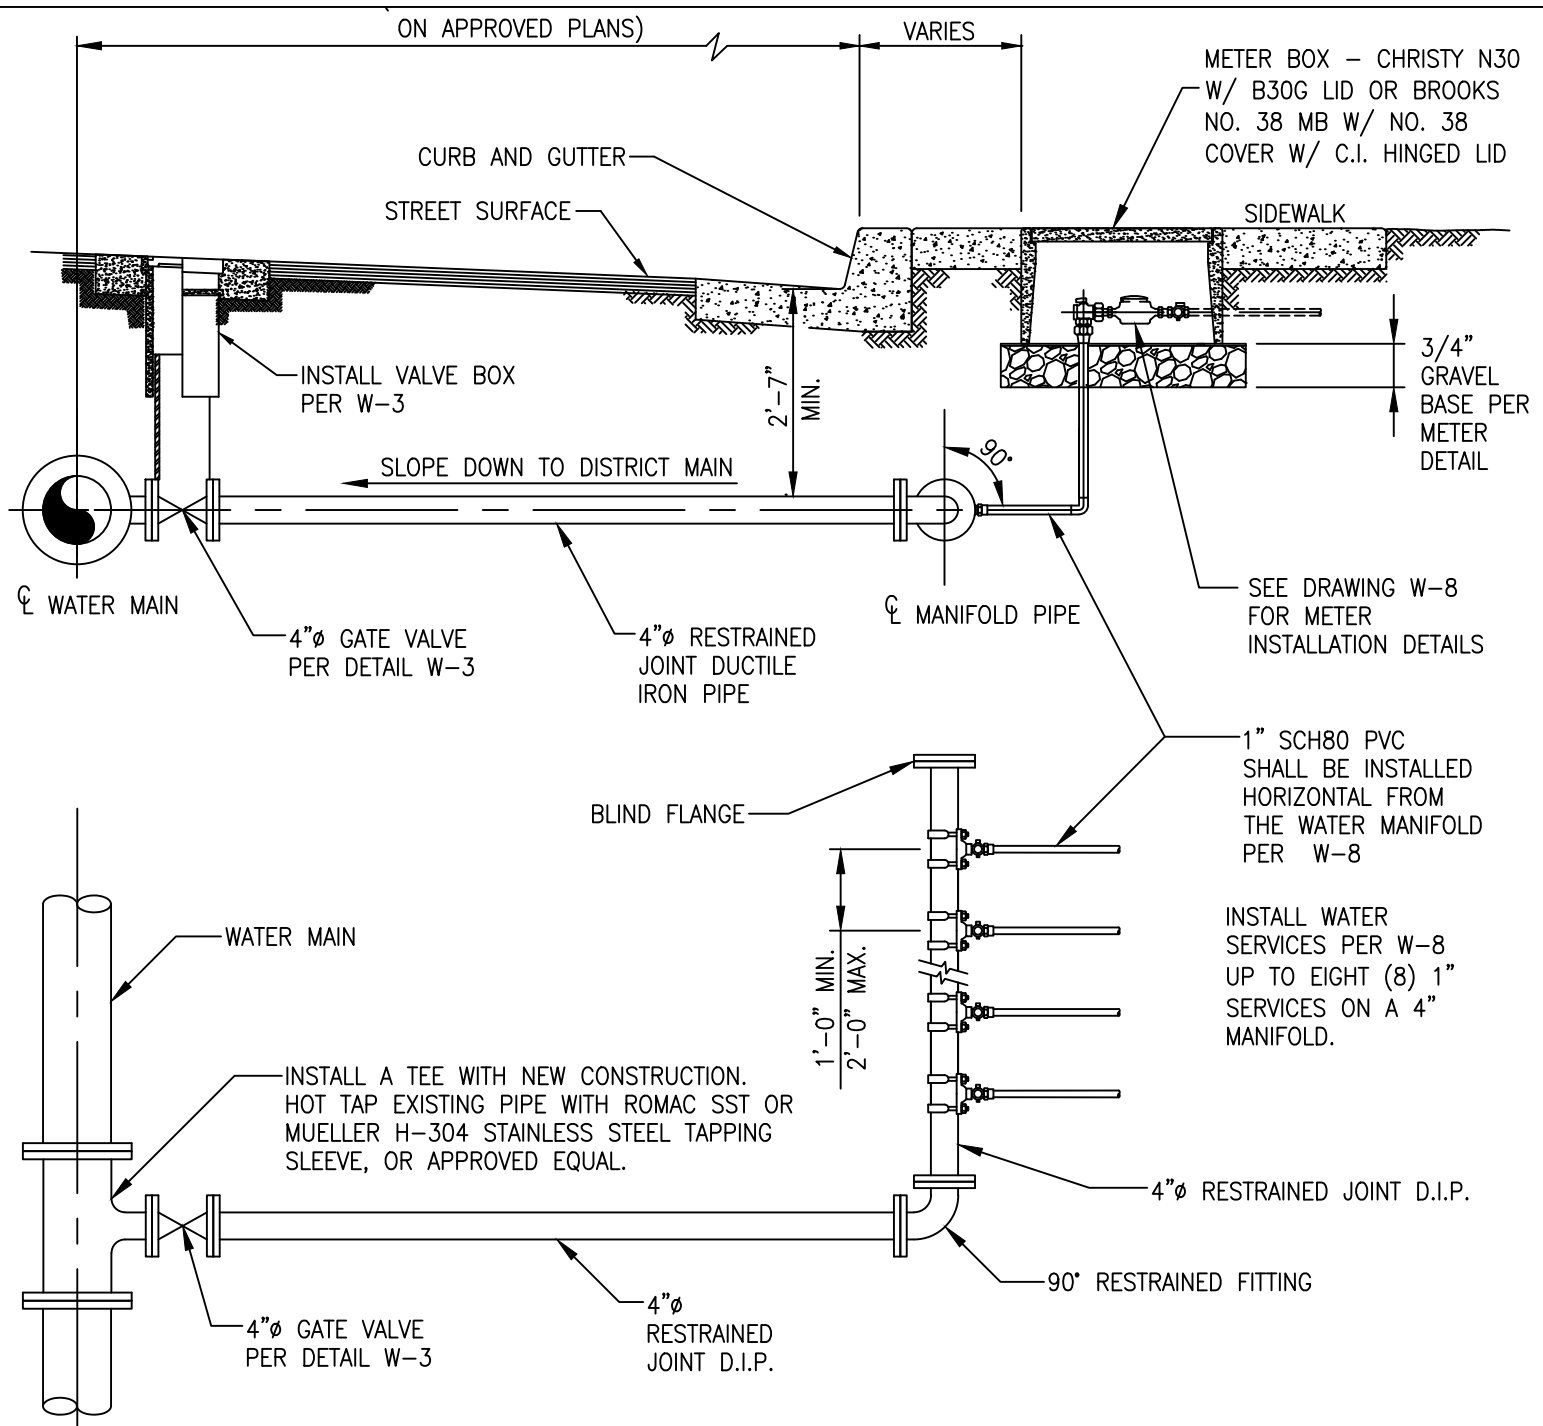 ON APPROVED PLANS)
VARIES
METER BOX – CHRISTY N30
W/ B30G LID OR BROOKS
NO. 38 MB W/ NO. 38
COVER W/ C.I. HINGED LID
CURB AND GUTTER
STREET SURFACE
SIDEWALK
INSTALL VALVE BOX
PER W–3
2'–7"
MIN.
3/4"
GRAVEL
BASE PER
METER
DETAIL
90°
SLOPE DOWN TO DISTRICT MAIN
℄ WATER MAIN
℄ MANIFOLD PIPE
SEE DRAWING W–8
FOR METER
INSTALLATION DETAILS
4"ø GATE VALVE
PER DETAIL W–3
4"ø RESTRAINED
JOINT DUCTILE
IRON PIPE
1" SCH80 PVC
SHALL BE INSTALLED
HORIZONTAL FROM
THE WATER MANIFOLD
PER W–8
BLIND FLANGE
INSTALL WATER
SERVICES PER W–8
UP TO EIGHT (8) 1"
SERVICES ON A 4"
MANIFOLD.
WATER MAIN
1'–0" MIN.
2'–0" MAX.
INSTALL A TEE WITH NEW CONSTRUCTION.
HOT TAP EXISTING PIPE WITH ROMAC SST OR
MUELLER H–304 STAINLESS STEEL TAPPING
SLEEVE, OR APPROVED EQUAL.
4"ø RESTRAINED JOINT D.I.P.
90° RESTRAINED FITTING
4"ø GATE VALVE
PER DETAIL W–3
4"ø
RESTRAINED
JOINT D.I.P.